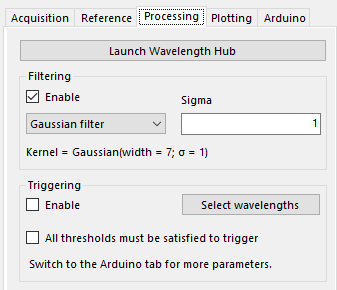 Acquisition Reference Processing Plotting Arduino
Launch Wavelength Hub
Filtering
Enable
Sigma
Gaussian filter
1
Kernel = Gaussian(width = 7; σ = 1)
Triggering
Enable
Select wavelengths
All thresholds must be satisfied to trigger
Switch to the Arduino tab for more parameters.